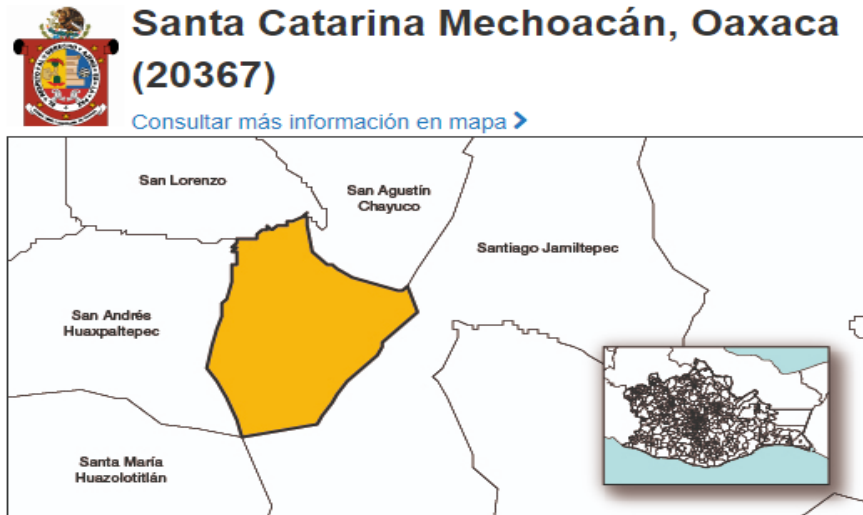 Santa Catarina Mechoacán, Oaxaca
(20367)
Consultar más información en mapa
San Lorenzo
San Agustín
Chayuco
Santiago Jamiltepec
San Andrés
Huaxpaltepec
Santa María
Huazolotitlán